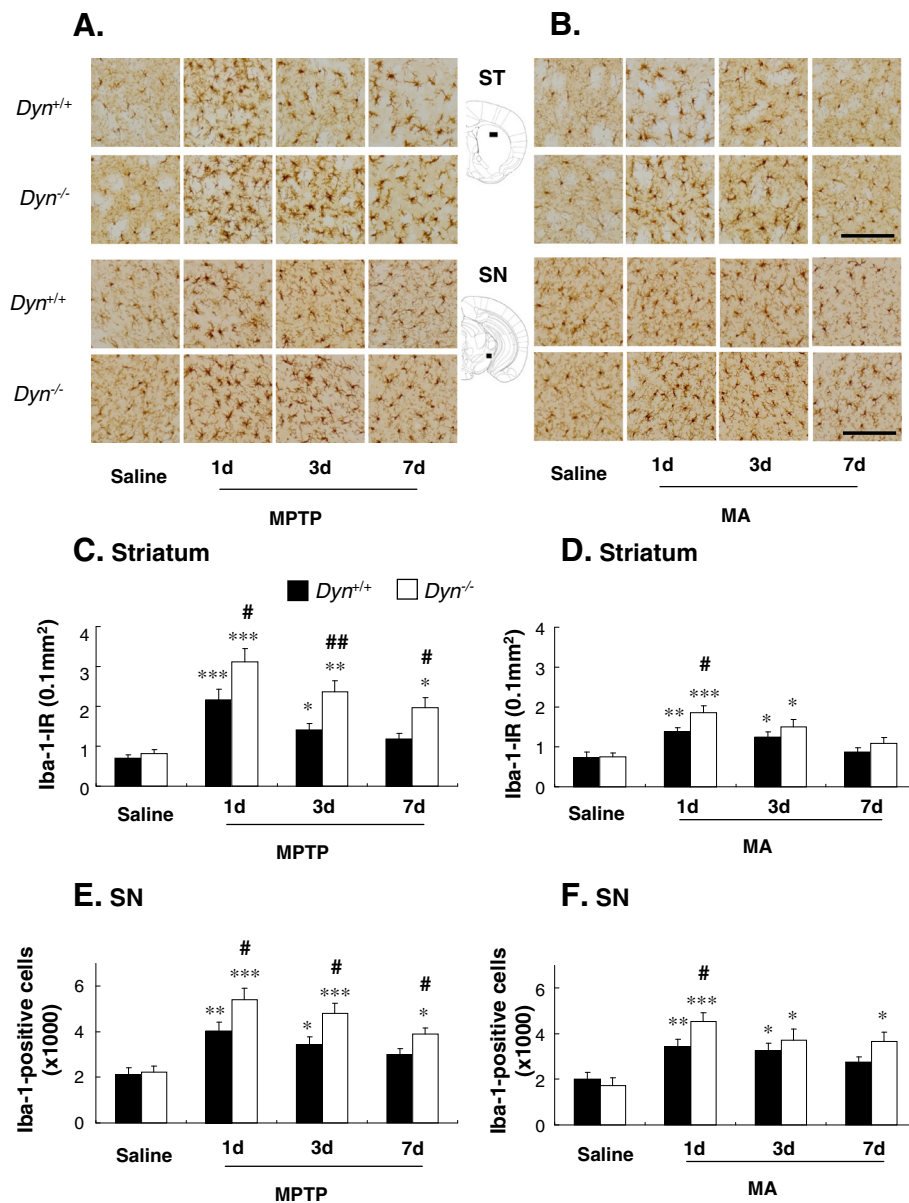 A.
B.
ST
Dyn+/+
Dyn-/-
SN
Dyn+/+
Dyn-/-
Saline 1d 3d 7d
MPTP
Saline 1d 3d 7d
MA
C. Striatum
Dyn+/+ Dyn-/-
Iba-1-IR (0.1mm²)
4
3
2
1
0
*** *** # * ** ## * #
Saline 1d 3d 7d
MPTP
D. Striatum
Iba-1-IR (0.1mm²)
4
3
2
1
0
** *** # * *
Saline 1d 3d 7d
MA
E. SN
Iba-1-positive cells
(x1000)
6
4
2
0
** *** # * *** # * #
Saline 1d 3d 7d
MPTP
F. SN
Iba-1-positive cells
(x1000)
6
4
2
0
** *** # * * *
Saline 1d 3d 7d
MA